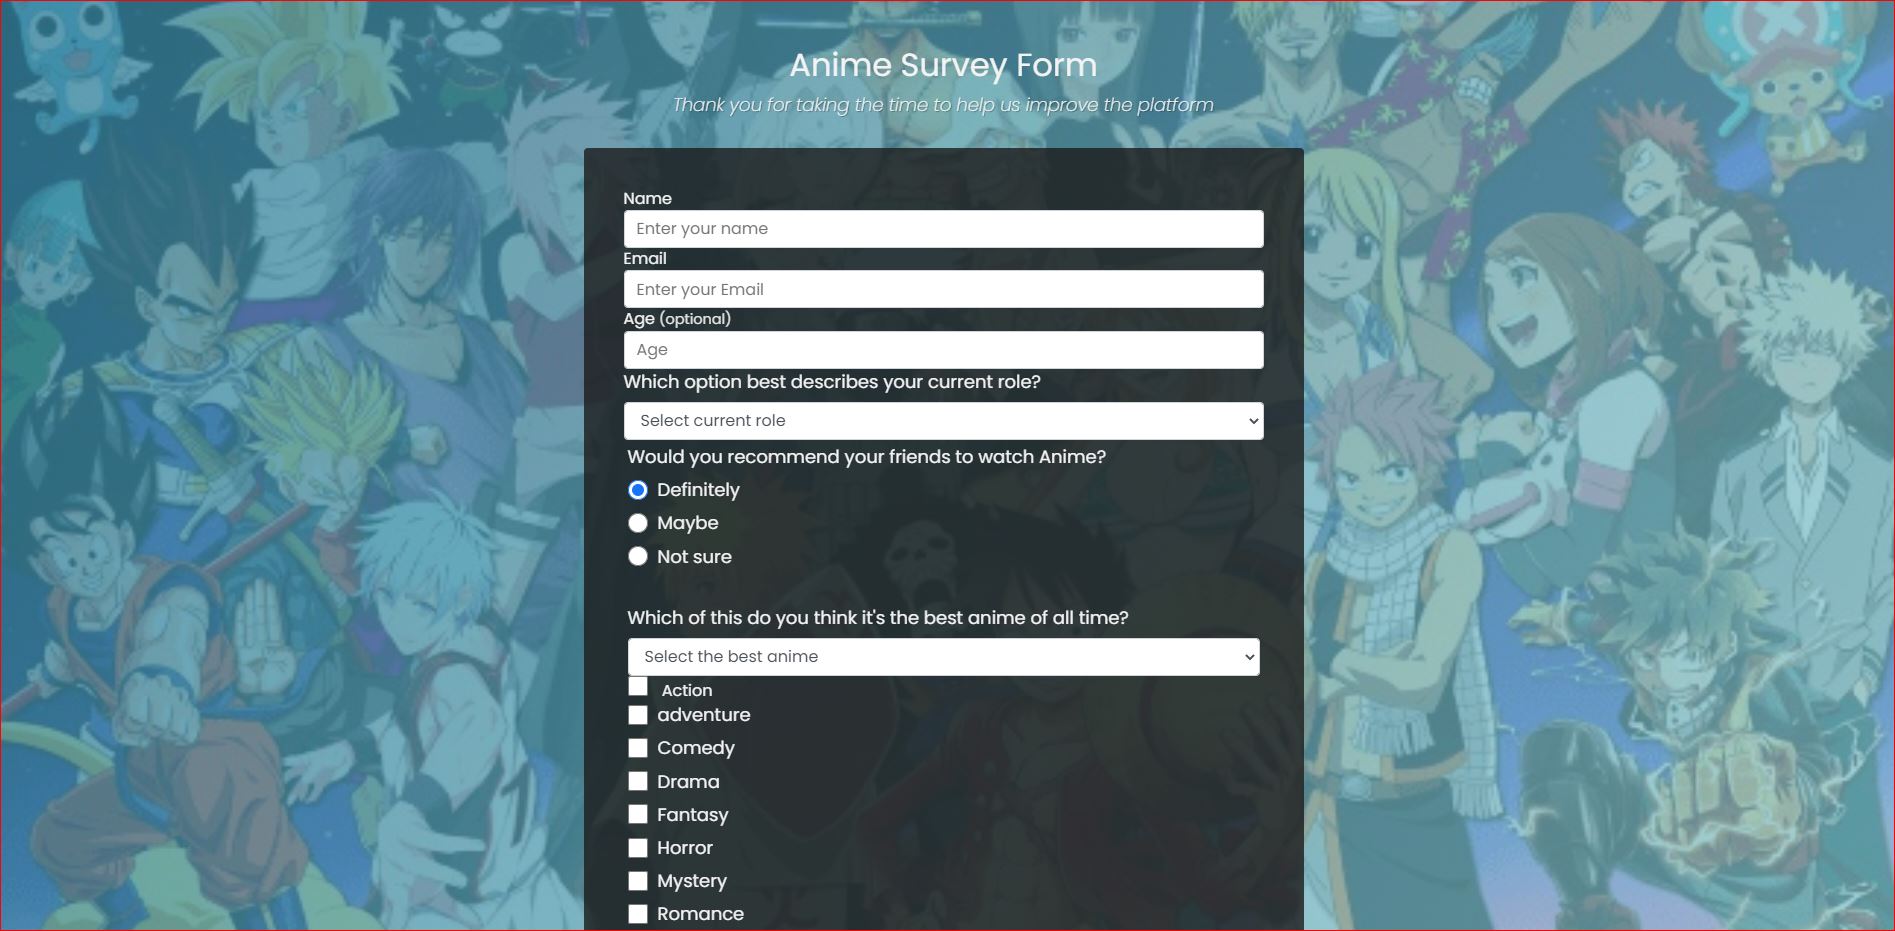 Anime Survey Form
Thank you for taking the time to help us improve the platform
Name
Enter your name
Email
Enter your Email
Age (optional)
Age
Which option best describes your current role?
Select current role
Would you recommend your friends to watch Anime?
Definitely
Maybe
Not sure
Which of this do you think it's the best anime of all time?
Select the best anime
Action
adventure
Comedy
Drama
Fantasy
Horror
Mystery
Romance